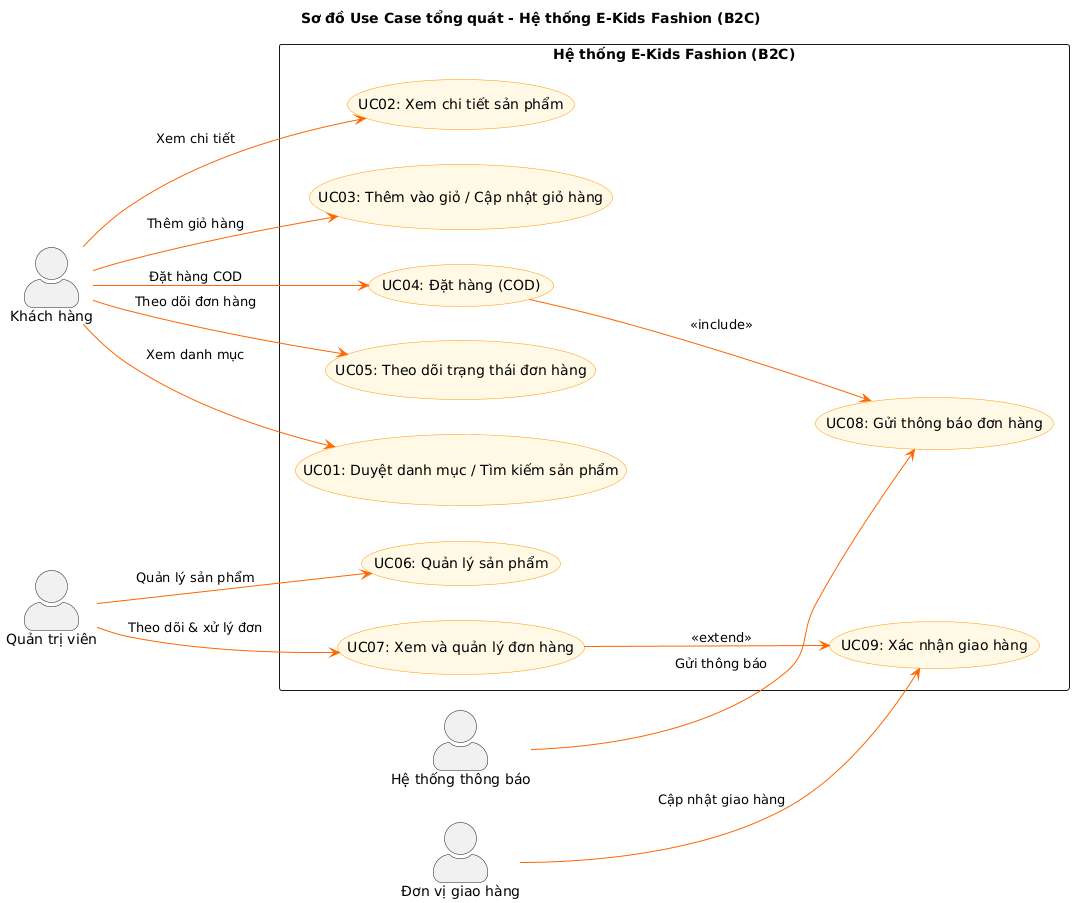 Sơ đồ Use Case tổng quát - Hệ thống E-Kids Fashion (B2C)
Hệ thống E-Kids Fashion (B2C)
UC02: Xem chi tiết sản phẩm
Xem chi tiết
UC03: Thêm vào giỏ / Cập nhật giỏ hàng
Thêm giỏ hàng
Đặt hàng COD
UC04: Đặt hàng (COD)
Theo dõi đơn hàng
Khách hàng
«include»
Xem danh mục
UC05: Theo dõi trạng thái đơn hàng
UC08: Gửi thông báo đơn hàng
UC01: Duyệt danh mục / Tìm kiếm sản phẩm
UC06: Quản lý sản phẩm
Quản lý sản phẩm
Theo dõi & xử lý đơn
Quản trị viên
UC07: Xem và quản lý đơn hàng
«extend»
UC09: Xác nhận giao hàng
Gửi thông báo
Hệ thống thông báo
Cập nhật giao hàng
Đơn vị giao hàng